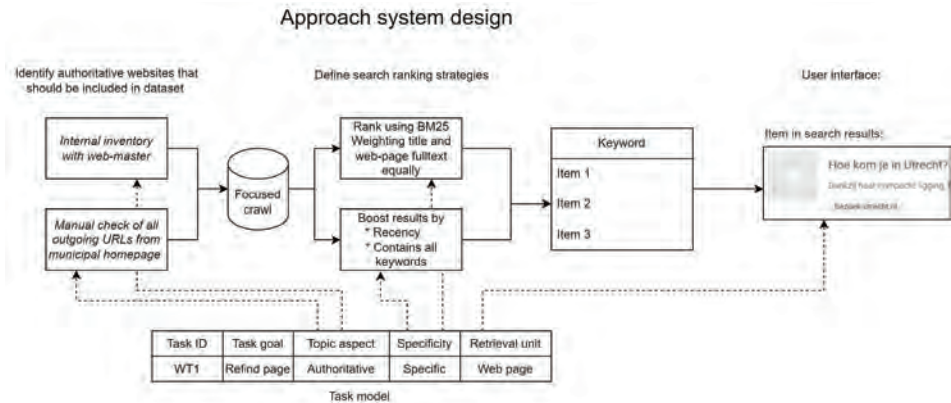 Approach system design
Identify authoritative websites that
should be included in dataset
Define search ranking strategies
User interface:
Internal inventory
with web-master
Manual check of all
outgoing URLs from
municipal homepage
Focused
crawl
Rank using BM25
Weighting title and
web-page fulltext
equally
Boost results by
* Recency
* Contains all
keywords
Keyword
Item 1
Item 2
Item 3
Item in search results:
Hoe kom je in Utrecht?
Dankzij haar ligging
Task ID Task goal Topic aspect Specificity Retrieval unit
WT1 Refind page Authoritative Specific Web page
Task model